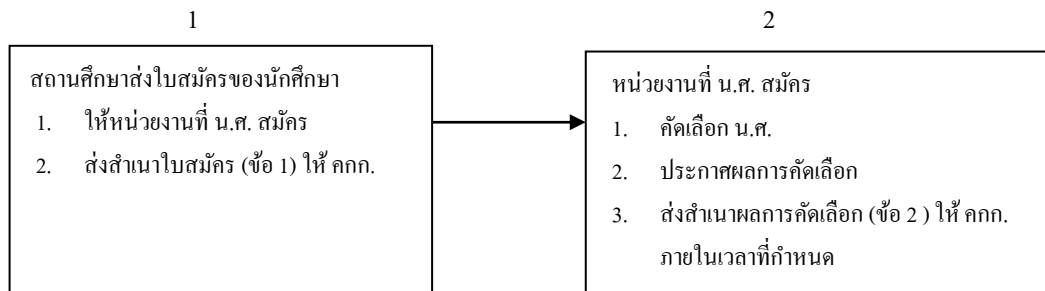 1
สถานศึกษาส่งใบสมัครของนักศึกษา
1. ให้หน่วยงานที่ น.ศ. สมัคร
2. ส่งสำเนาใบสมัคร (ข้อ 1) ให้ คกก.
2
หน่วยงานที่ น.ศ. สมัคร
1. คัดเลือก น.ศ.
2. ประกาศผลการคัดเลือก
3. ส่งสำเนาผลการคัดเลือก (ข้อ 2 ) ให้ คกก.
ภายในเวลาที่กำหนด